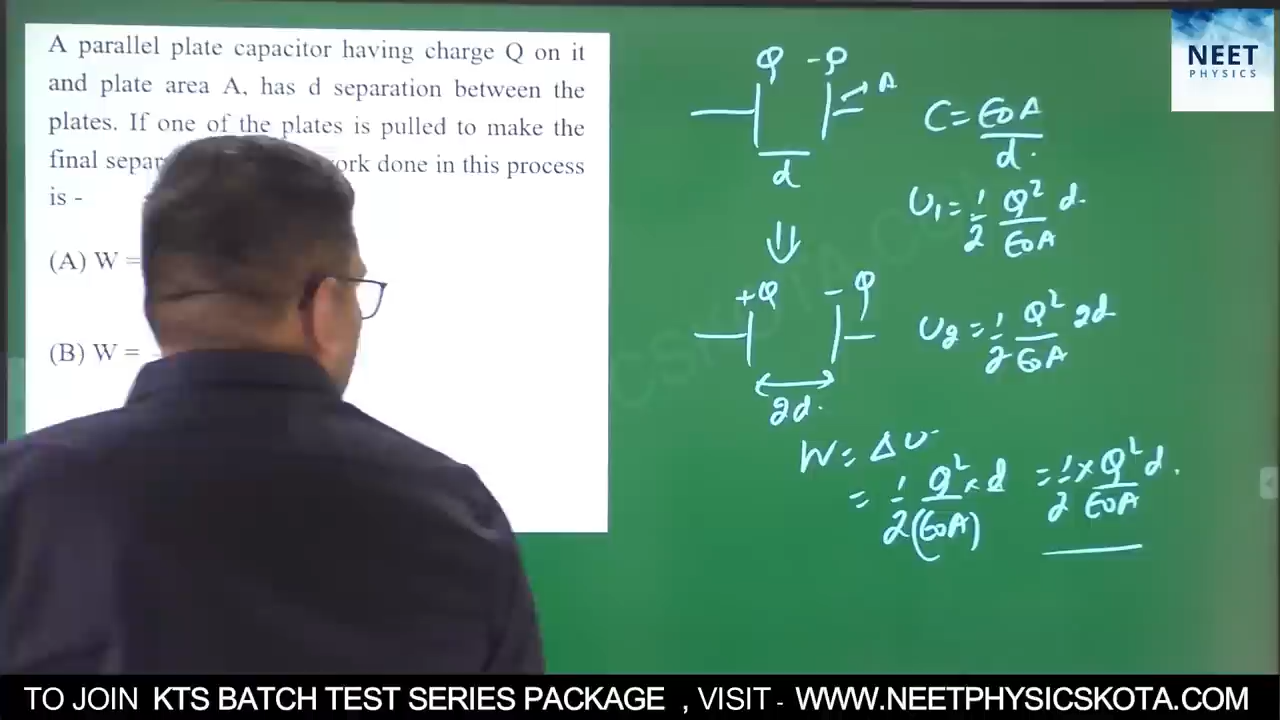 A parallel plate capacitor having charge Q on it
and plate area A, has d separation between the
plates. If one of the plates is pulled to make the
final work done in this process
is -
(A) W =
(B) W =
NEET
PHYSICS
Q -Q
A
d
C = ε0A/d.
U1 = 1/2 Q²/ε0A d.
+Q - Q
2d.
U2 = 1/2 Q²/ε0A 2d
W = ΔU
= 1/2 Q²/(ε0A) × d = 1/2 × Q²d/ε0A.
TO JOIN KTS BATCH TEST SERIES PACKAGE , VISIT - WWW.NEETPHYSICSKOTA.COM